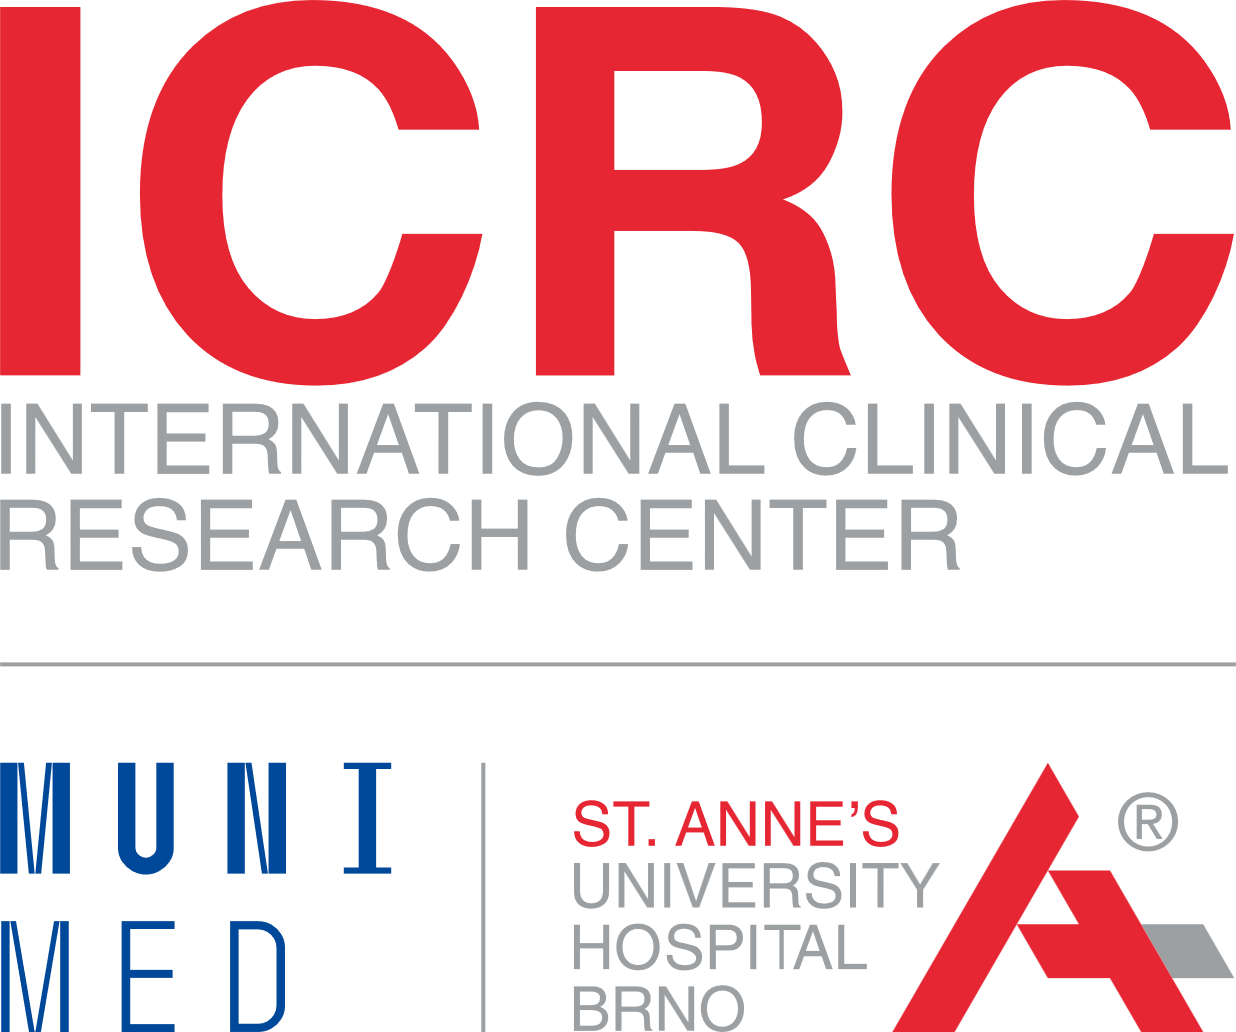 ICRC
INTERNATIONAL CLINICAL
RESEARCH CENTER
MUNI
MED
ST. ANNE’S
UNIVERSITY
HOSPITAL
BRNO
®